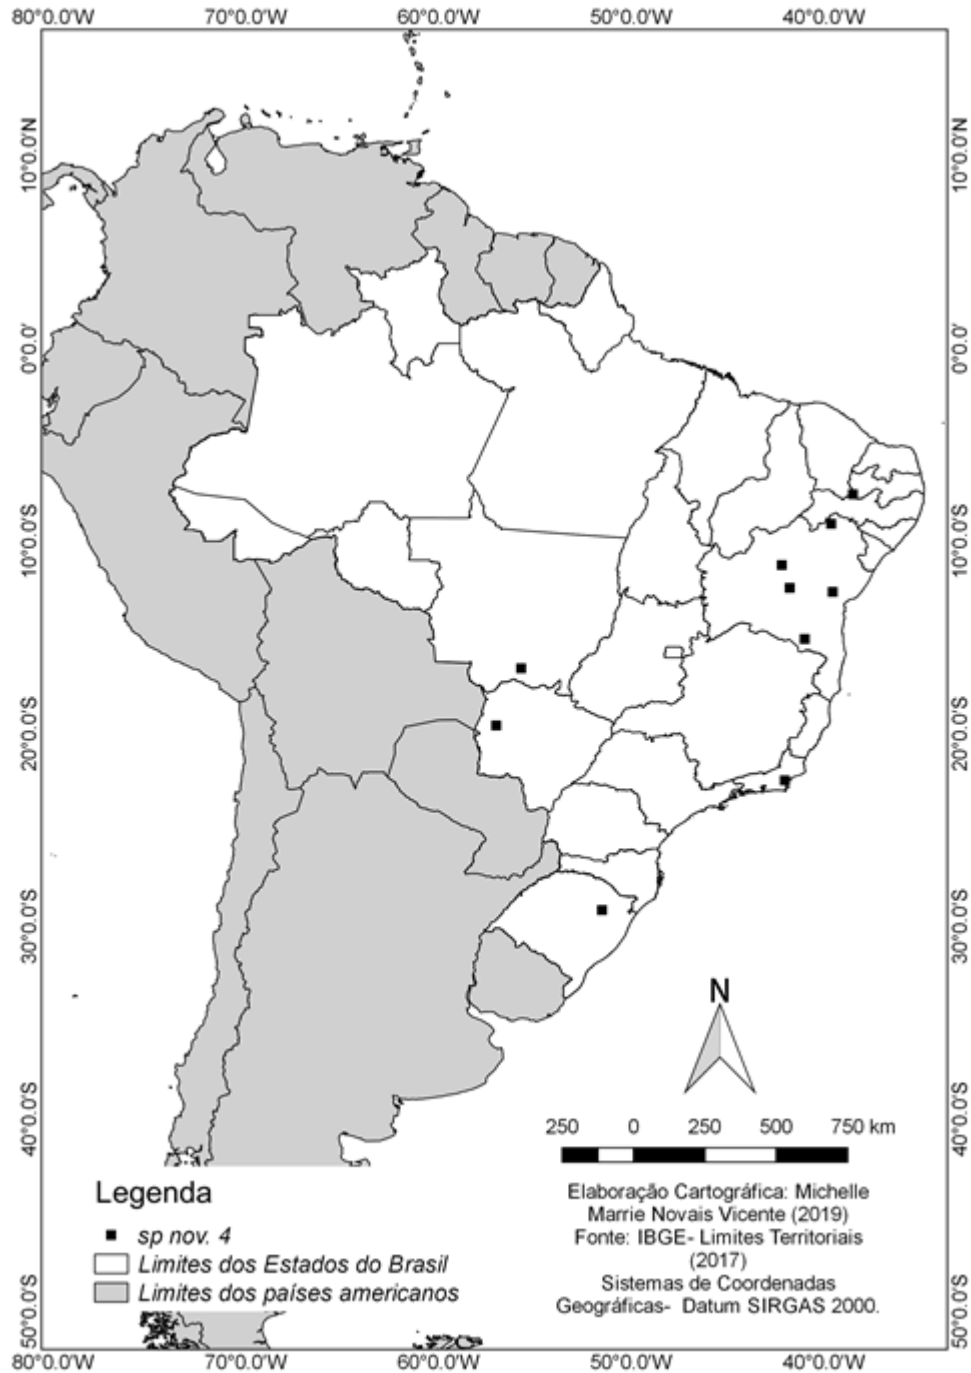 80°0.0'W 70°0.0'W 60°0.0'W 50°0.0'W 40°0.0'W
10°0.0'N
0°0.0'
10°0.0'S
20°0.0'S
30°0.0'S
40°0.0'S
50°0.0'S
10°0.0'N
0°0.0'
10°0.0'S
20°0.0'S
30°0.0'S
40°0.0'S
50°0.0'S
N
250 0 250 500 750 km
Legenda
sp nov. 4
Limites dos Estados do Brasil
Limites dos países americanos
Elaboração Cartográfica: Michelle
Marrie Novais Vicente (2019)
Fonte: IBGE- Limites Territoriais
(2017)
Sistemas de Coordenadas
Geográficas- Datum SIRGAS 2000.
80°0.0'W 70°0.0'W 60°0.0'W 50°0.0'W 40°0.0'W